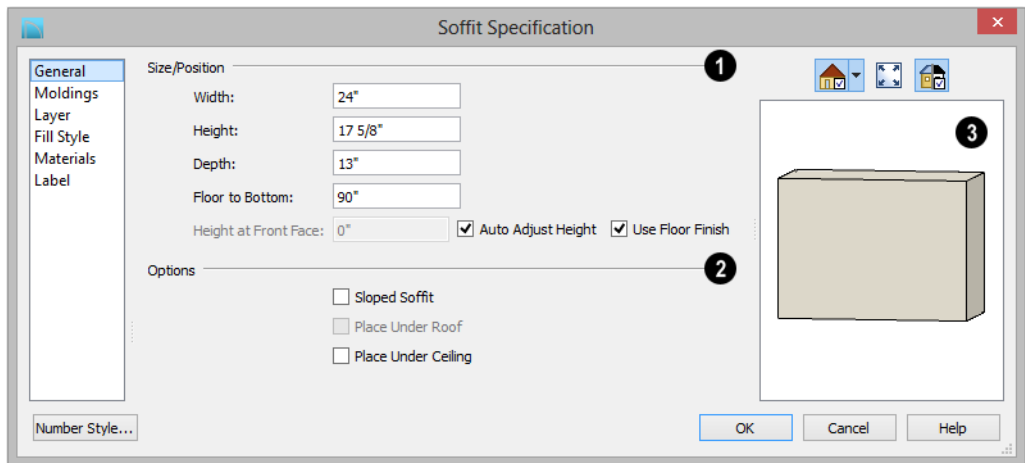 Soffit Specification
General
Moldings
Layer
Fill Style
Materials
Label
Size/Position 1
Width: 24"
Height: 17 5/8"
Depth: 13"
Floor to Bottom: 90"
Height at Front Face: 0" Auto Adjust Height Use Floor Finish
Options 2
Sloped Soffit
Place Under Roof
Place Under Ceiling
3
Number Style... OK Cancel Help